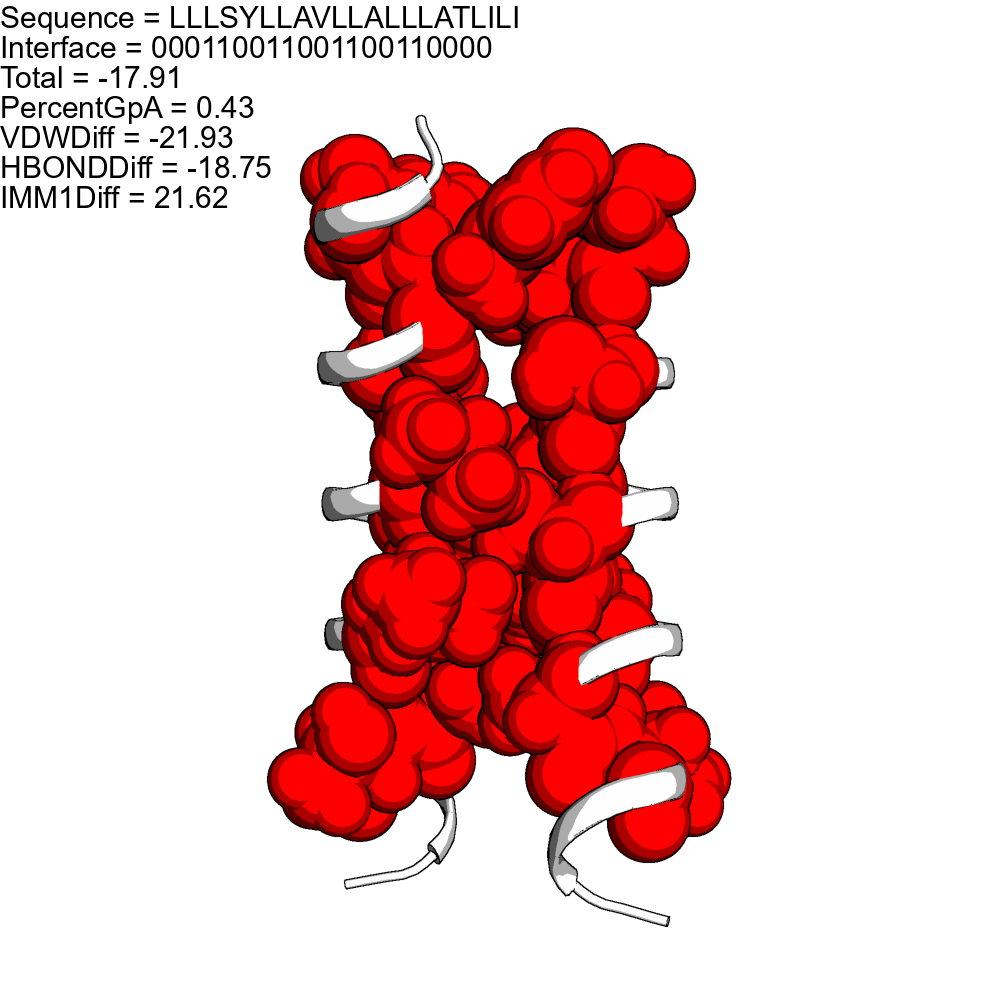 Sequence = LLLSYLLAVLLALLLATLILI
Interface = 000110011001100110000
Total = -17.91
PercentGpA = 0.43
VDWDiff = -21.93
HBONDDiff = -18.75
IMM1Diff = 21.62